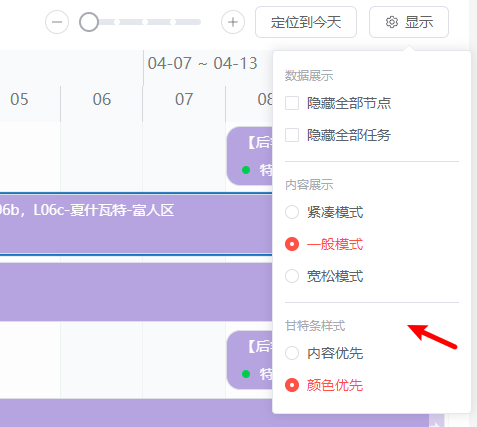 定位到今天
显示
04-07 ~ 04-13
05
06
07
08
【后
特
06b，L06c-夏什瓦特-富人区
【后
特
数据展示
隐藏全部节点
隐藏全部任务
内容展示
紧凑模式
一般模式
宽松模式
甘特条样式
内容优先
颜色优先